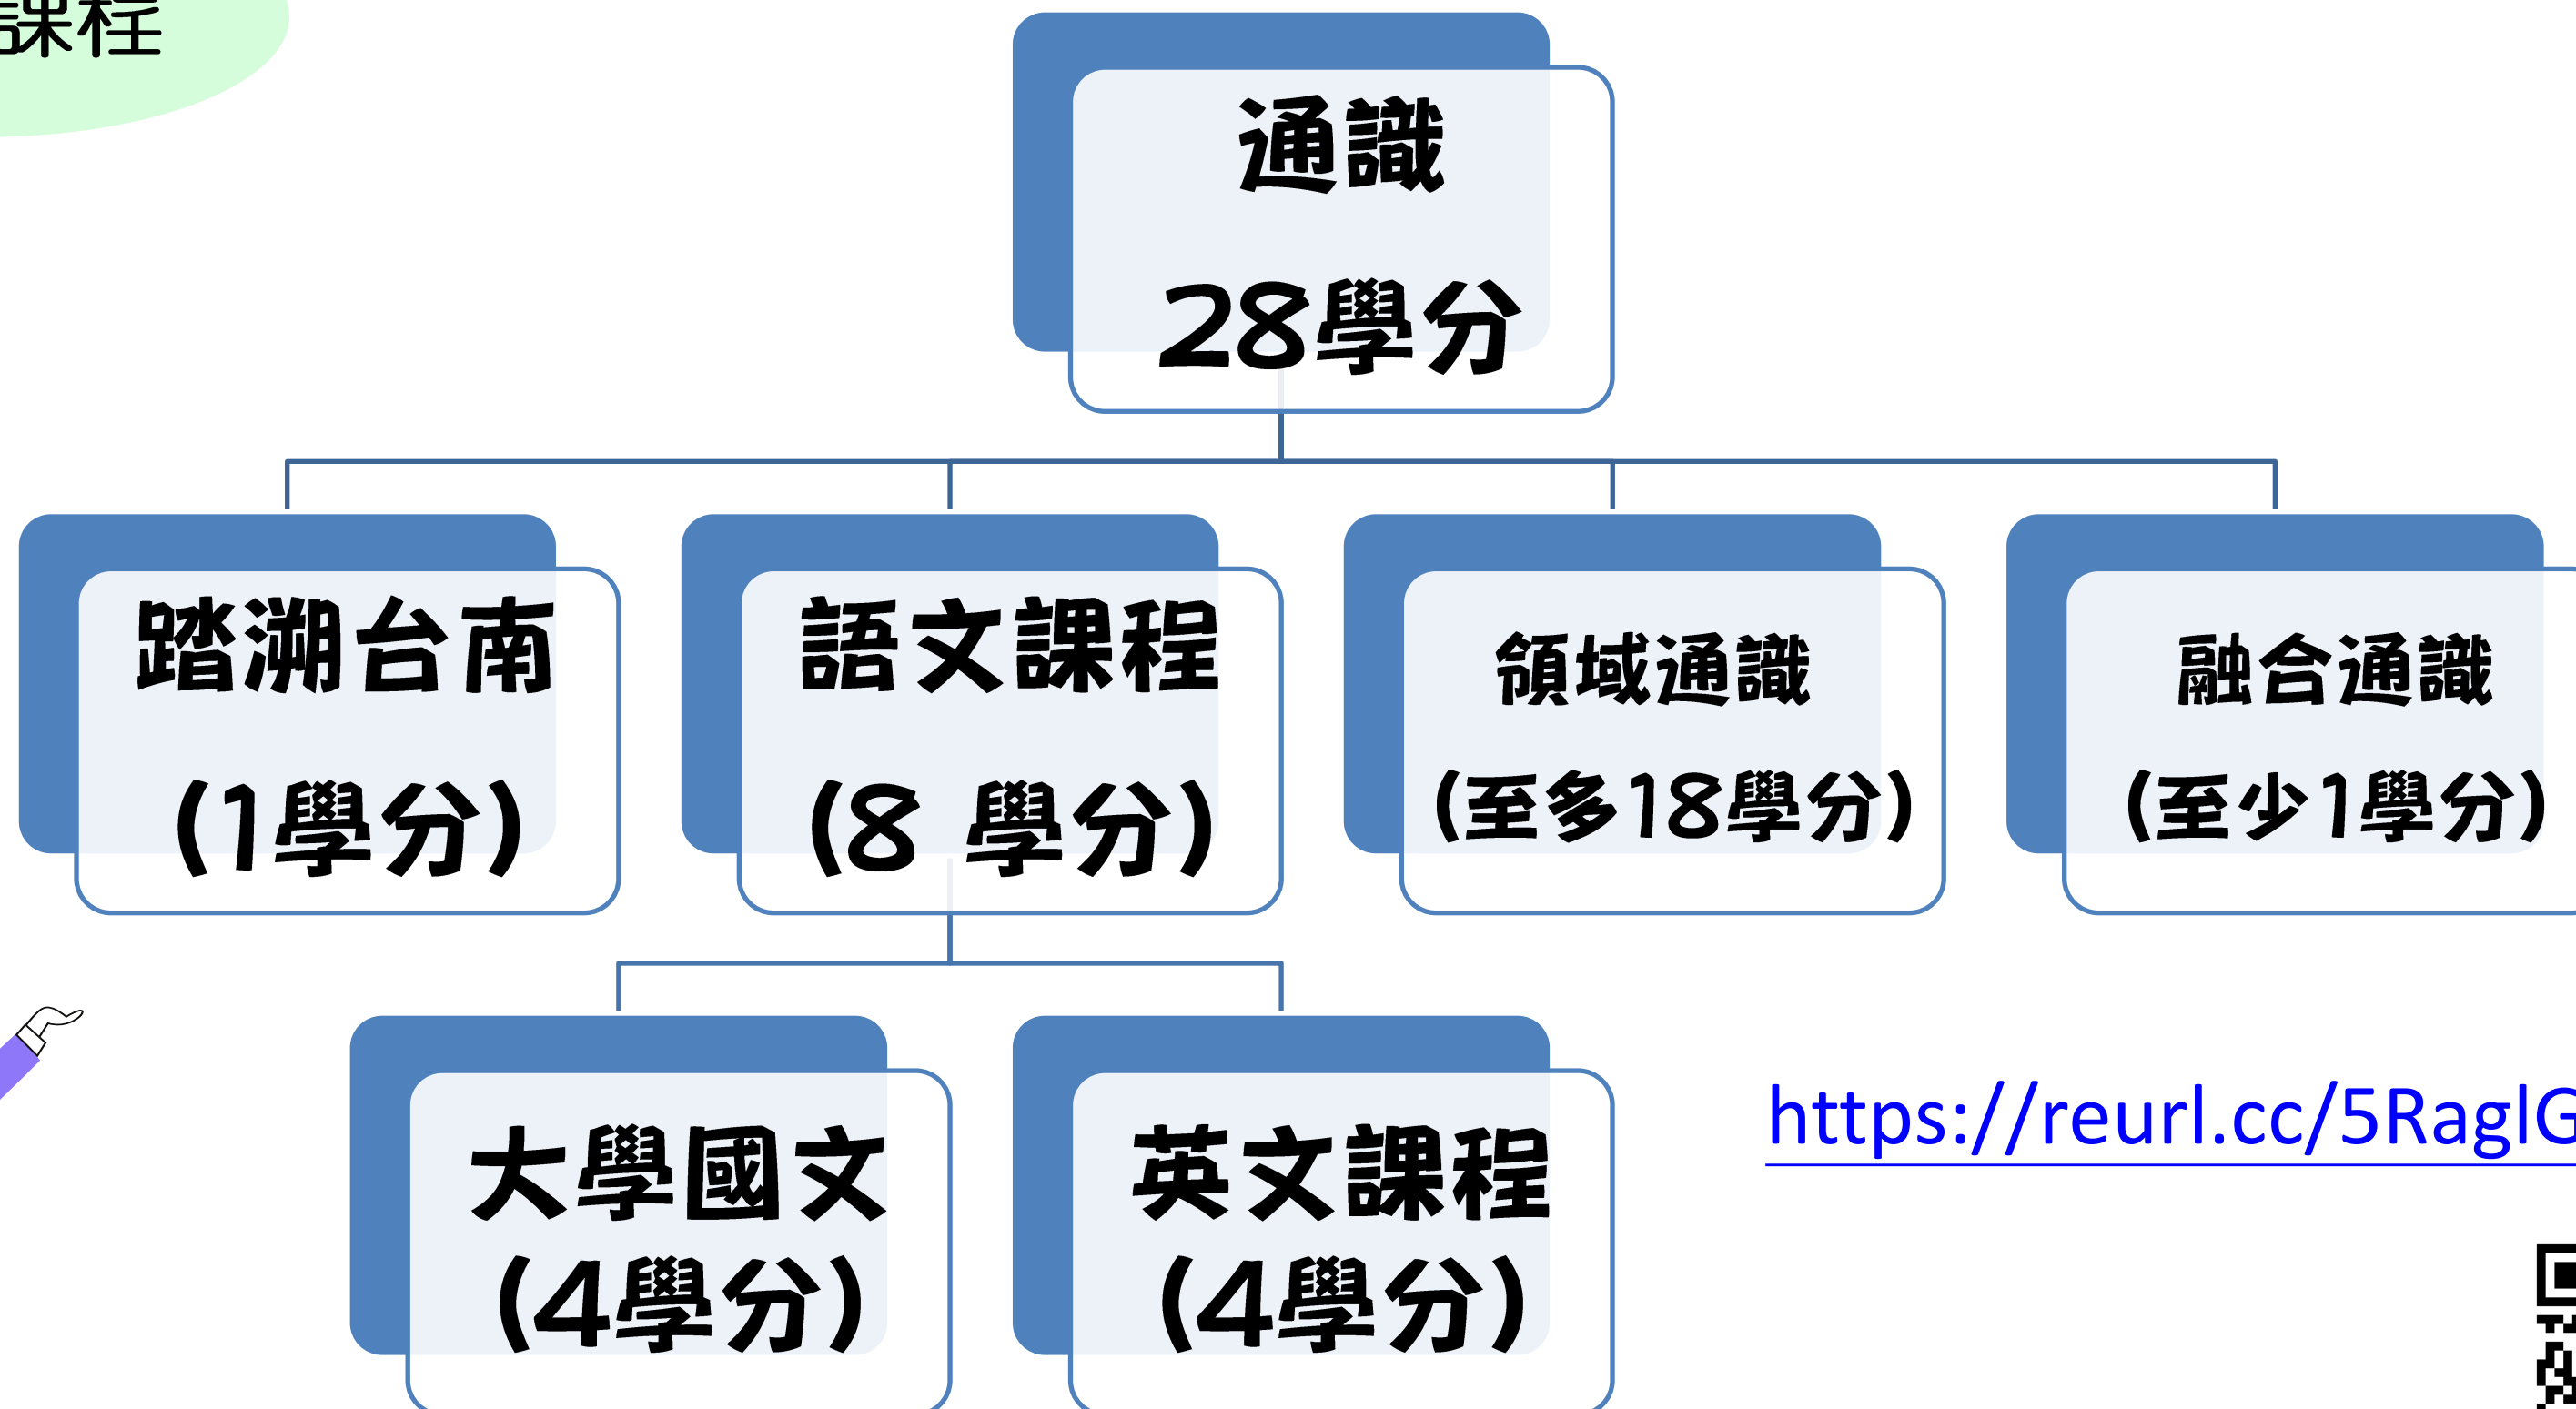 課程
通識
28學分
踏溯台南
(1學分)
語文課程
(8 學分)
領域通識
(至多18學分)
融合通識
(至少1學分)
大學國文
(4學分)
英文課程
(4學分)
https://reurl.cc/5RaglG